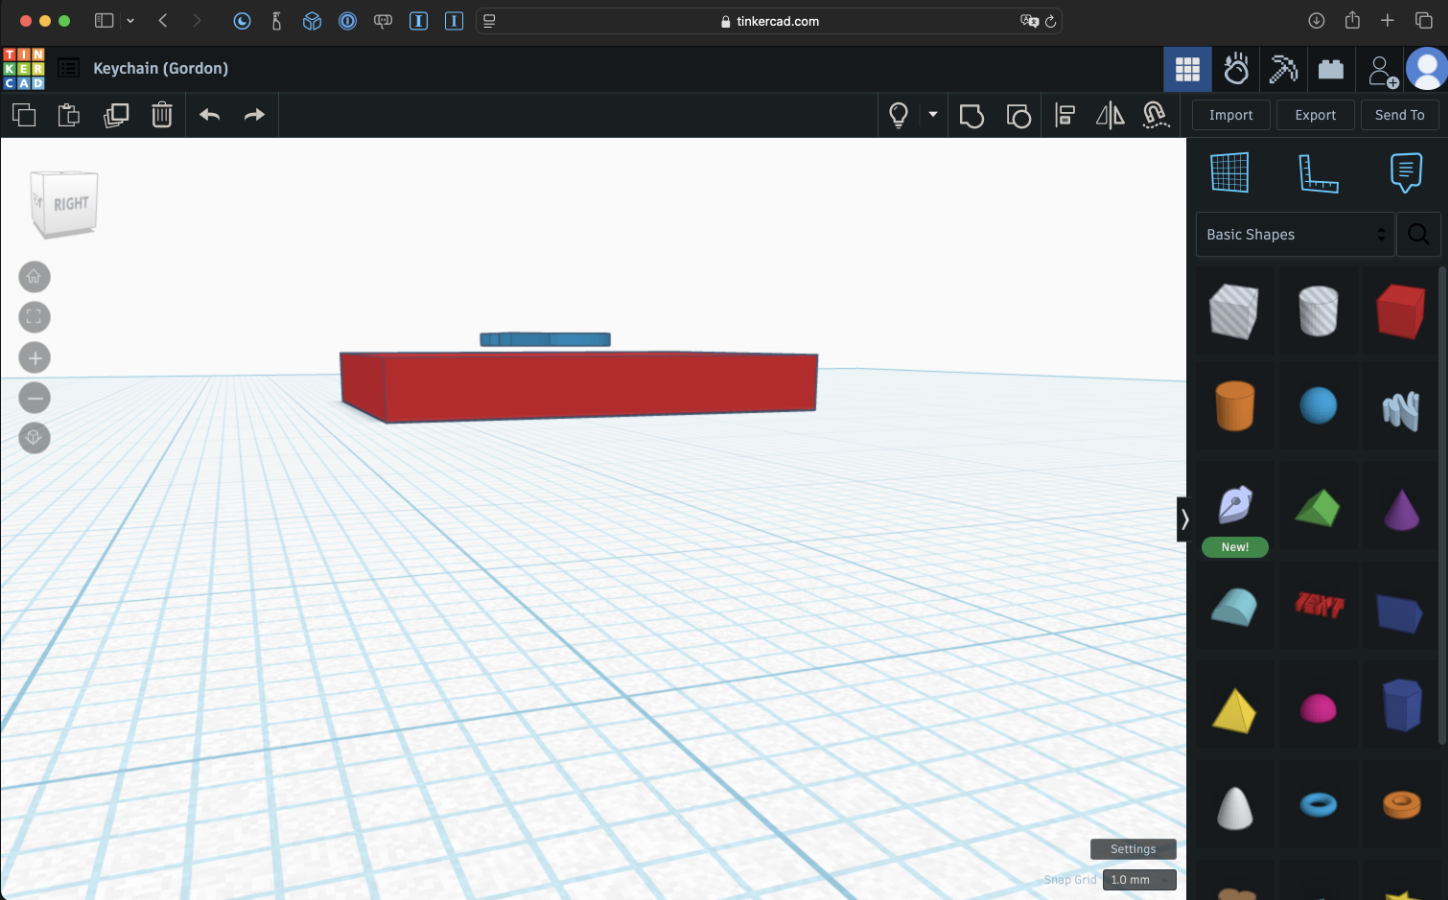 tinkercad.com
TIN
KER
CAD
Keychain (Gordon)
Import
Export
Send To
RIGHT
Basic Shapes
New!
TEXT
Settings
Snap Grid
1.0 mm